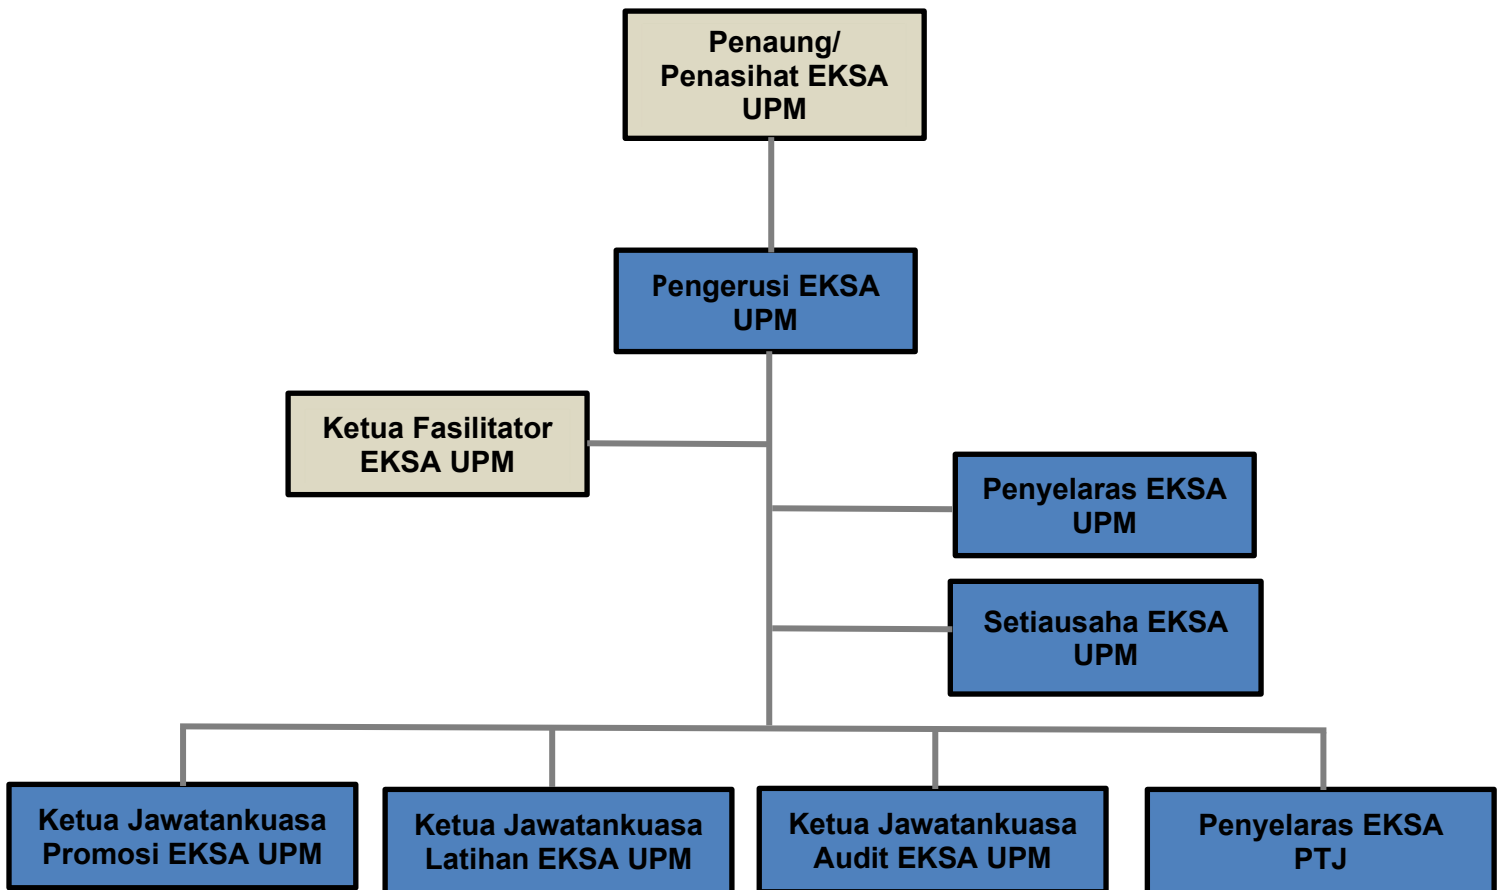 Penaung/
Penasihat EKSA
UPM
Pengerusi EKSA
UPM
Ketua Fasilitator
EKSA UPM
Penyelaras EKSA
UPM
Setiausaha EKSA
UPM
Ketua Jawatankuasa
Promosi EKSA UPM
Ketua Jawatankuasa
Latihan EKSA UPM
Ketua Jawatankuasa
Audit EKSA UPM
Penyelaras EKSA
PTJ